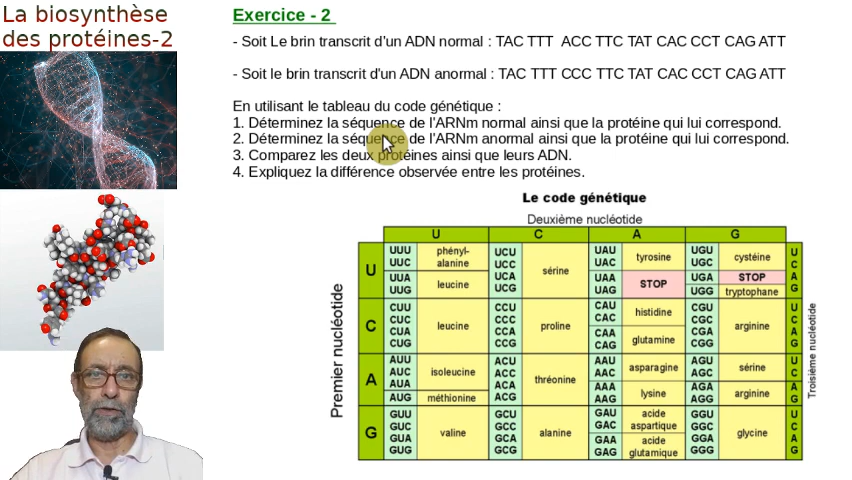 La biosynthèse
des protéines-2
Exercice - 2
- Soit Le brin transcrit d'un ADN normal : TAC TTT ACC TTC TAT CAC CCT CAG ATT
- Soit le brin transcrit d'un ADN anormal : TAC TTT CCC TTC TAT CAC CCT CAG ATT
En utilisant le tableau du code génétique :
1. Déterminez la séquence de l'ARNm normal ainsi que la protéine qui lui correspond.
2. Déterminez la séquence de l'ARNm anormal ainsi que la protéine qui lui correspond.
3. Comparez les deux protéines ainsi que leurs ADN.
4. Expliquez la différence observée entre les protéines.
Le code génétique
Deuxième nucléotide
U C A G
Premier nucléotide
U
UUU UUC phényl-alanine
UUA UUG leucine
UCU UCC UCA UCG sérine
UAU UAC tyrosine
UAA UAG STOP
UGU UGC cystéine
UGA STOP
UGG tryptophane
U C A G
C
CUU CUC CUA CUG leucine
CCU CCC CCA CCG proline
CAU CAC histidine
CAA CAG glutamine
CGU CGC CGA CGG arginine
U C A G
A
AUU AUC AUA isoleucine
AUG méthionine
ACU ACC ACA ACG thréonine
AAU AAC asparagine
AAA AAG lysine
AGU AGC sérine
AGA AGG arginine
U C A G
G
GUU GUC GUA GUG valine
GCU GCC GCA GCG alanine
GAU GAC acide aspartique
GAA GAG acide glutamique
GGU GGC GGA GGG glycine
U C A G
Troisième nucléotide